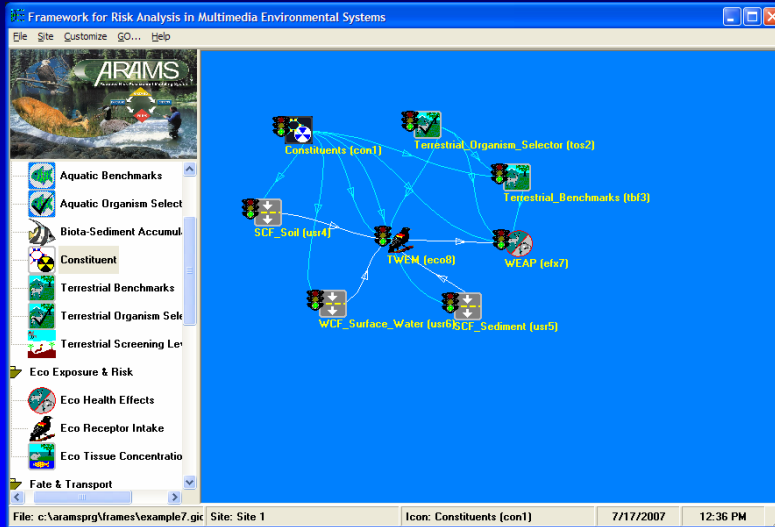 Framework for Risk Analysis in Multimedia Environmental Systems
File Site Customize GO... Help
ARAMS
Aquatic Benchmarks
Aquatic Organism Select
Biota-Sediment Accumul
Constituent
Terrestrial Benchmarks
Terrestrial Organism Sele
Terrestrial Screening Lev
Eco Exposure & Risk
Eco Health Effects
Eco Receptor Intake
Eco Tissue Concentratio
Fate & Transport
Constituents (con1)
Terrestrial_Organism_Selector (tos2)
Terrestrial_Benchmarks (tbf3)
SCF_Soil (usr4)
TWEM (eco8)
WEAP (efx7)
WCF_Surface_Water (usr6)
SCF_Sediment (usr5)
File: c:\aramsprg\frames\example7.gic
Site: Site 1
Icon: Constituents (con1)
7/17/2007
12:36 PM